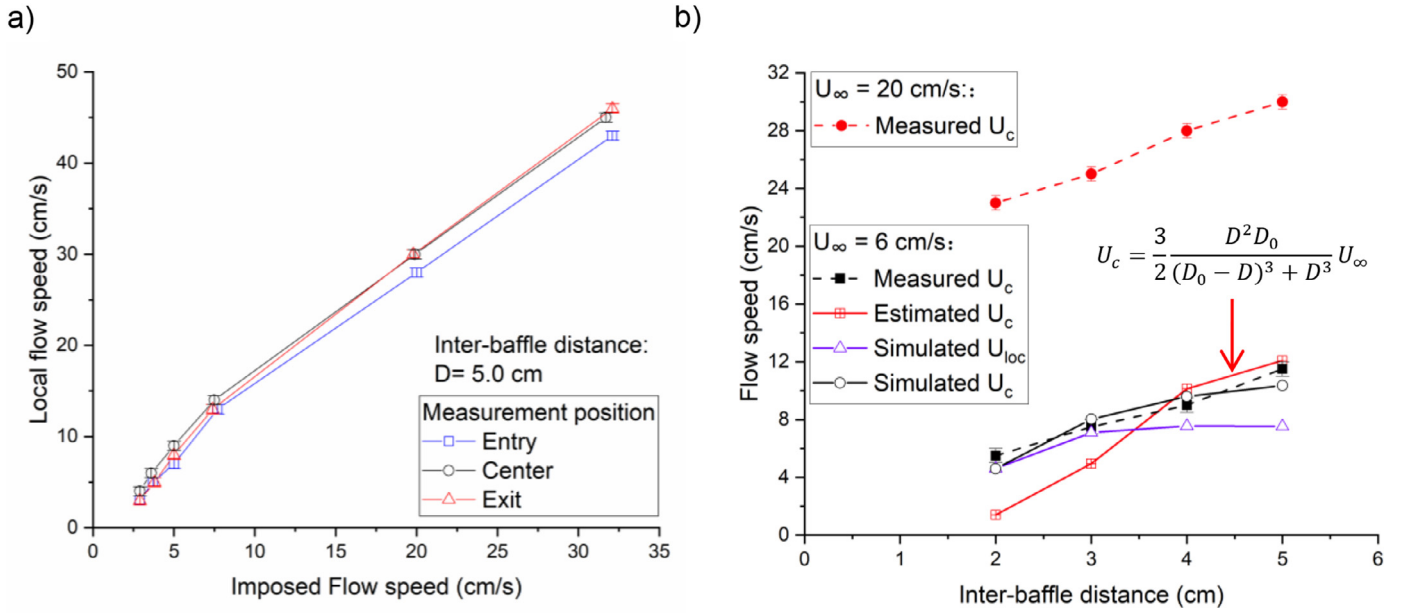 a)
50
40
30
20
10
0
Local flow speed (cm/s)
Inter-baffle distance:
D= 5.0 cm
Measurement position
Entry
Center
Exit
0 5 10 15 20 25 30 35
Imposed Flow speed (cm/s)
b)
32
28
24
20
16
12
8
4
0
Flow speed (cm/s)
U∞ = 20 cm/s::
Measured Uc
U∞ = 6 cm/s:
Measured Uc
Estimated Uc
Simulated Uloc
Simulated Uc
Uc = 3/2 D²D₀/((D₀ − D)³ + D³) U∞
0 1 2 3 4 5 6
Inter-baffle distance (cm)